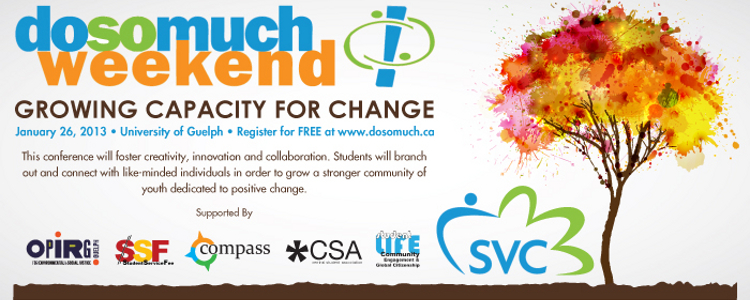 dosomuch
weekend
GROWING CAPACITY FOR CHANGE
January 26, 2013 • University of Guelph • Register for FREE at www.dosomuch.ca
This conference will foster creativity, innovation and collaboration. Students will branch
out and connect with like-minded individuals in order to grow a stronger community of
youth dedicated to positive change.
Supported By
OPIRG GUELPH
SSF
Student Service Fee
compass
*CSA
student
LIFE
Community
Engagement &
Global Citizenship
SVC